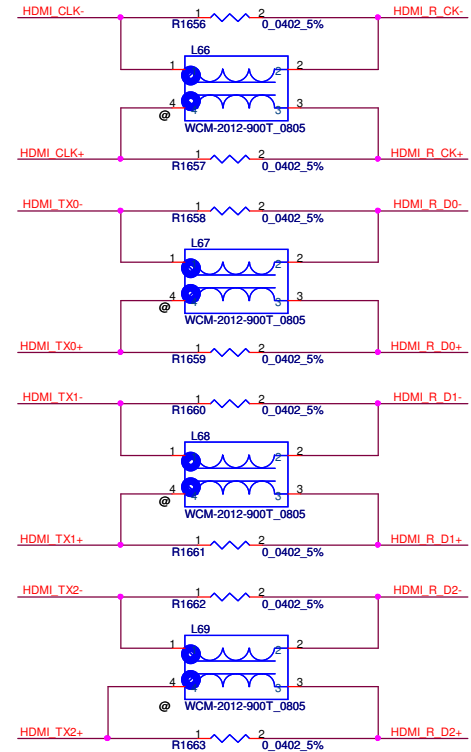 HDMI_CLK- 1 2 HDMI_R_CK-
R1656 0_0402_5%
L66
1 2
4 3
@
WCM-2012-900T_0805
HDMI_CLK+ 1 2 HDMI_R_CK+
R1657 0_0402_5%
HDMI_TX0- 1 2 HDMI_R_D0-
R1658 0_0402_5%
L67
1 2 2
4 3 3
@
WCM-2012-900T_0805
HDMI_TX0+ 1 2 HDMI_R_D0+
R1659 0_0402_5%
HDMI_TX1- 1 2 HDMI_R_D1-
R1660 0_0402_5%
L68
1 2 2
4 3 3
@
WCM-2012-900T_0805
HDMI_TX1+ 1 2 HDMI_R_D1+
R1661 0_0402_5%
HDMI_TX2- 1 2 HDMI_R_D2-
R1662 0_0402_5%
L69
1 2 2
4 3 3
@
WCM-2012-900T_0805
HDMI_TX2+ 1 2 HDMI_R_D2+
R1663 0_0402_5%